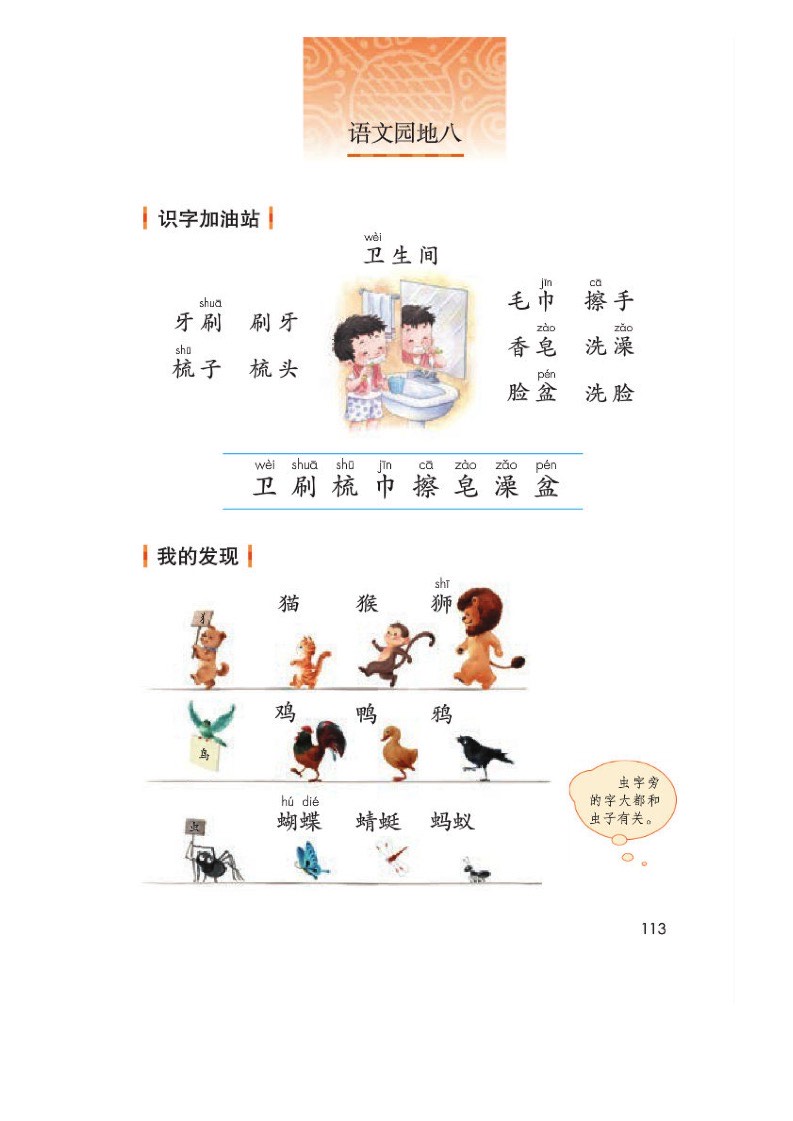 语文园地八
识字加油站
wèi
卫生间
shuā
牙刷 刷牙
shū
梳子 梳头
jīn cā
毛巾 擦手
zào zǎo
香皂 洗澡
pén
脸盆 洗脸
wèi shuā shū jīn cā zào zǎo pén
卫 刷 梳 巾 擦 皂 澡 盆
我的发现
shī
犭 猫 猴 狮
鸟 鸡 鸭 鸦
hú dié
虫 蝴蝶 蜻蜓 蚂蚁
虫字旁
的字大都和
虫子有关。
113